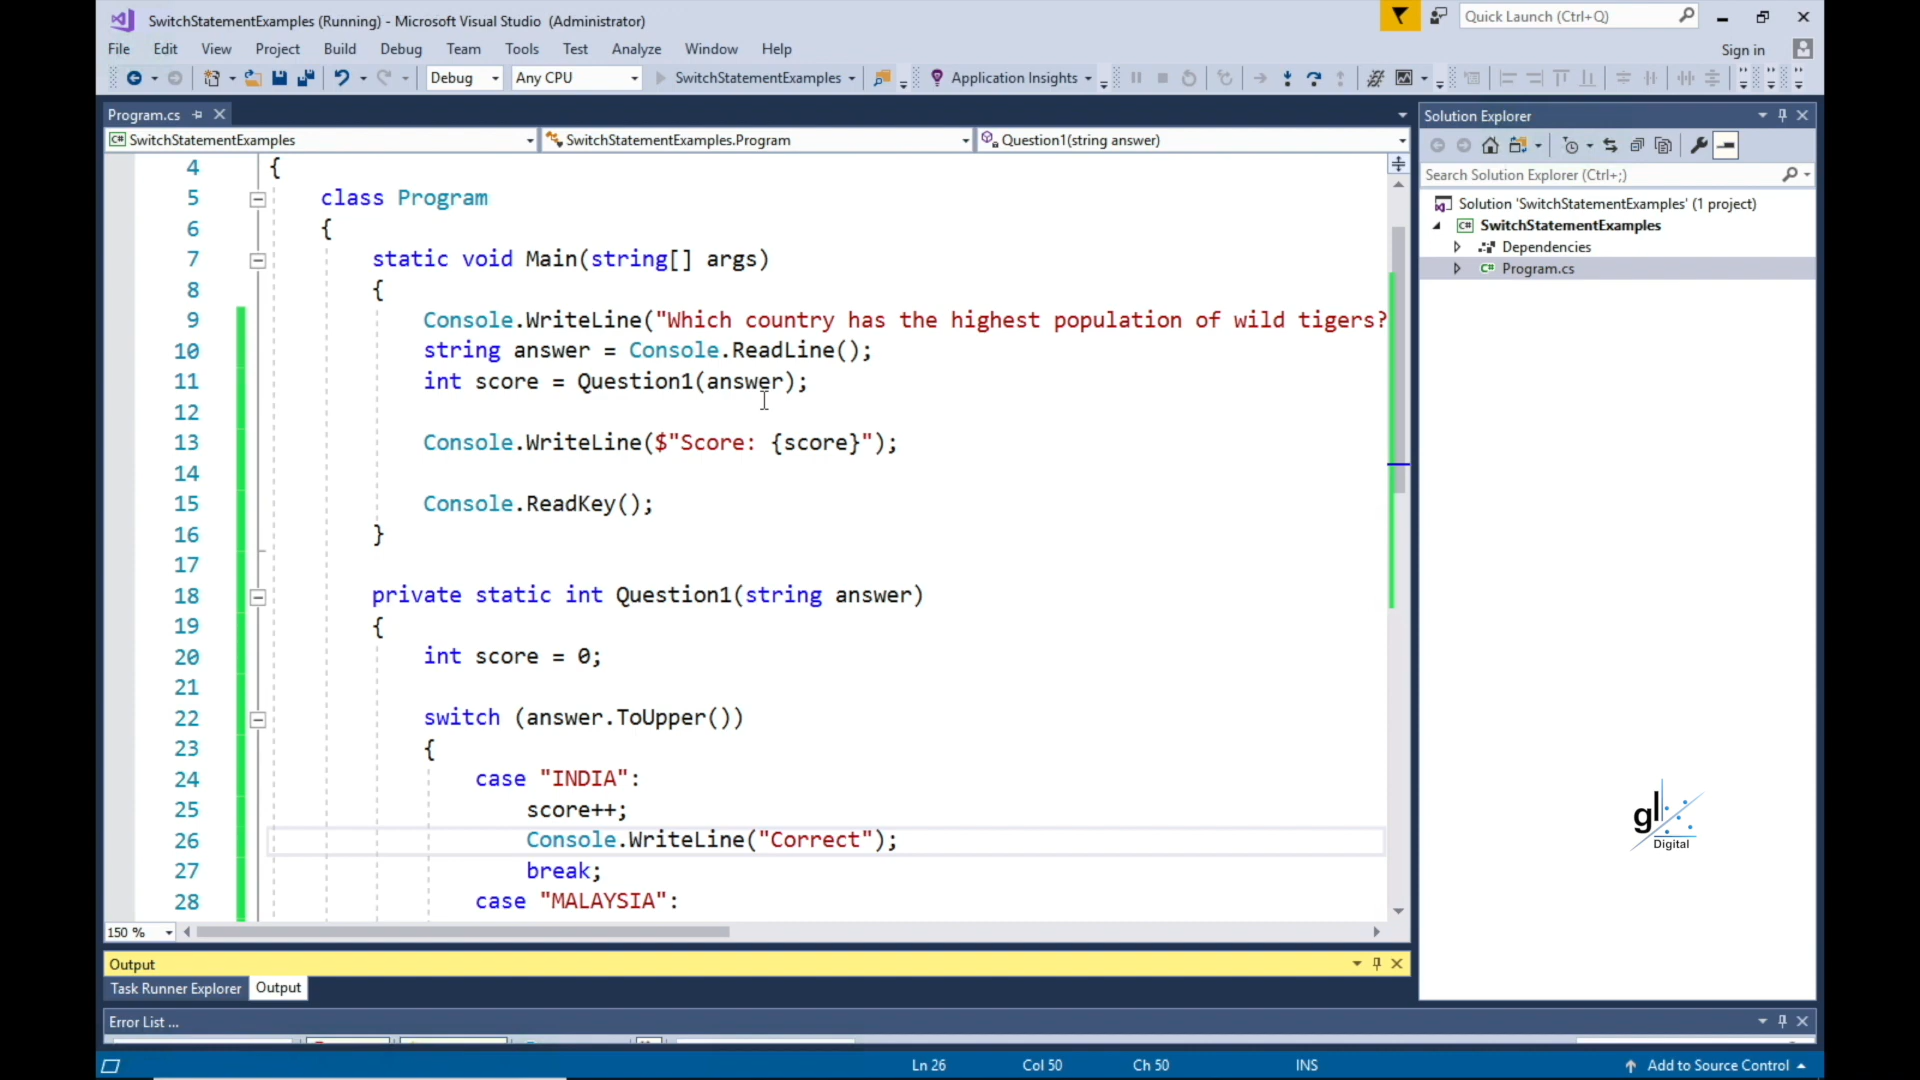 SwitchStatementExamples (Running) - Microsoft Visual Studio (Administrator)
Quick Launch (Ctrl+Q)
File Edit View Project Build Debug Team Tools Test Analyze Window Help
Sign in
Debug Any CPU SwitchStatementExamples Application Insights
Program.cs
SwitchStatementExamples SwitchStatementExamples.Program Question1(string answer)
4 {
5 class Program
6 {
7 static void Main(string[] args)
8 {
9 Console.WriteLine("Which country has the highest population of wild tigers?
10 string answer = Console.ReadLine();
11 int score = Question1(answer);
12
13 Console.WriteLine($"Score: {score}");
14
15 Console.ReadKey();
16 }
17
18 private static int Question1(string answer)
19 {
20 int score = 0;
21
22 switch (answer.ToUpper())
23 {
24 case "INDIA":
25 score++;
26 Console.WriteLine("Correct");
27 break;
28 case "MALAYSIA":
150 %
Solution Explorer
Search Solution Explorer (Ctrl+;)
Solution 'SwitchStatementExamples' (1 project)
C# SwitchStatementExamples
Dependencies
C# Program.cs
gl
Digital
Output
Task Runner Explorer Output
Error List ...
Ln 26 Col 50 Ch 50 INS Add to Source Control